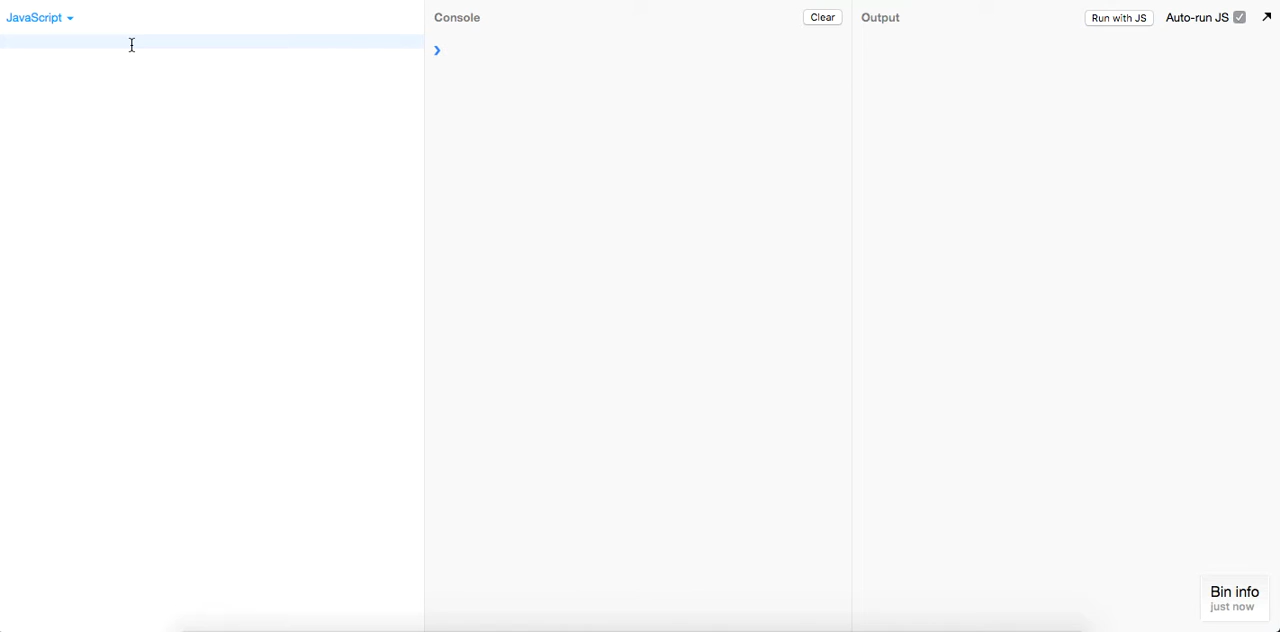 JavaScript
Console
Clear
Output
Run with JS
Auto-run JS
Bin info
just now